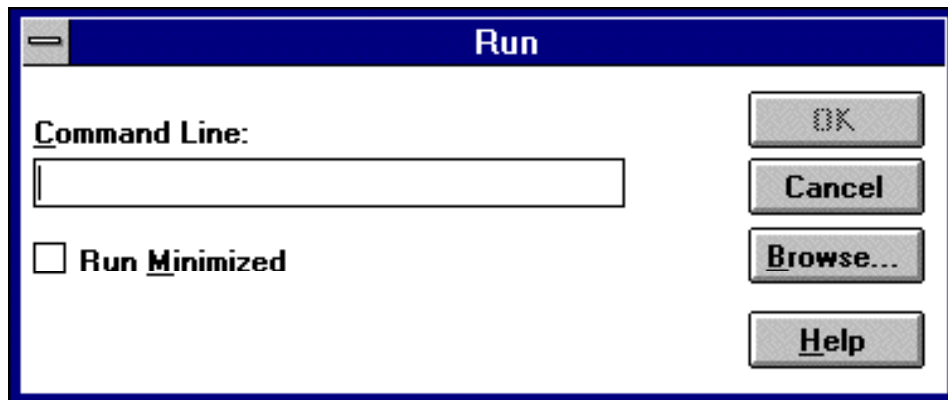 Run
Command Line:
Run Minimized
OK
Cancel
Browse...
Help